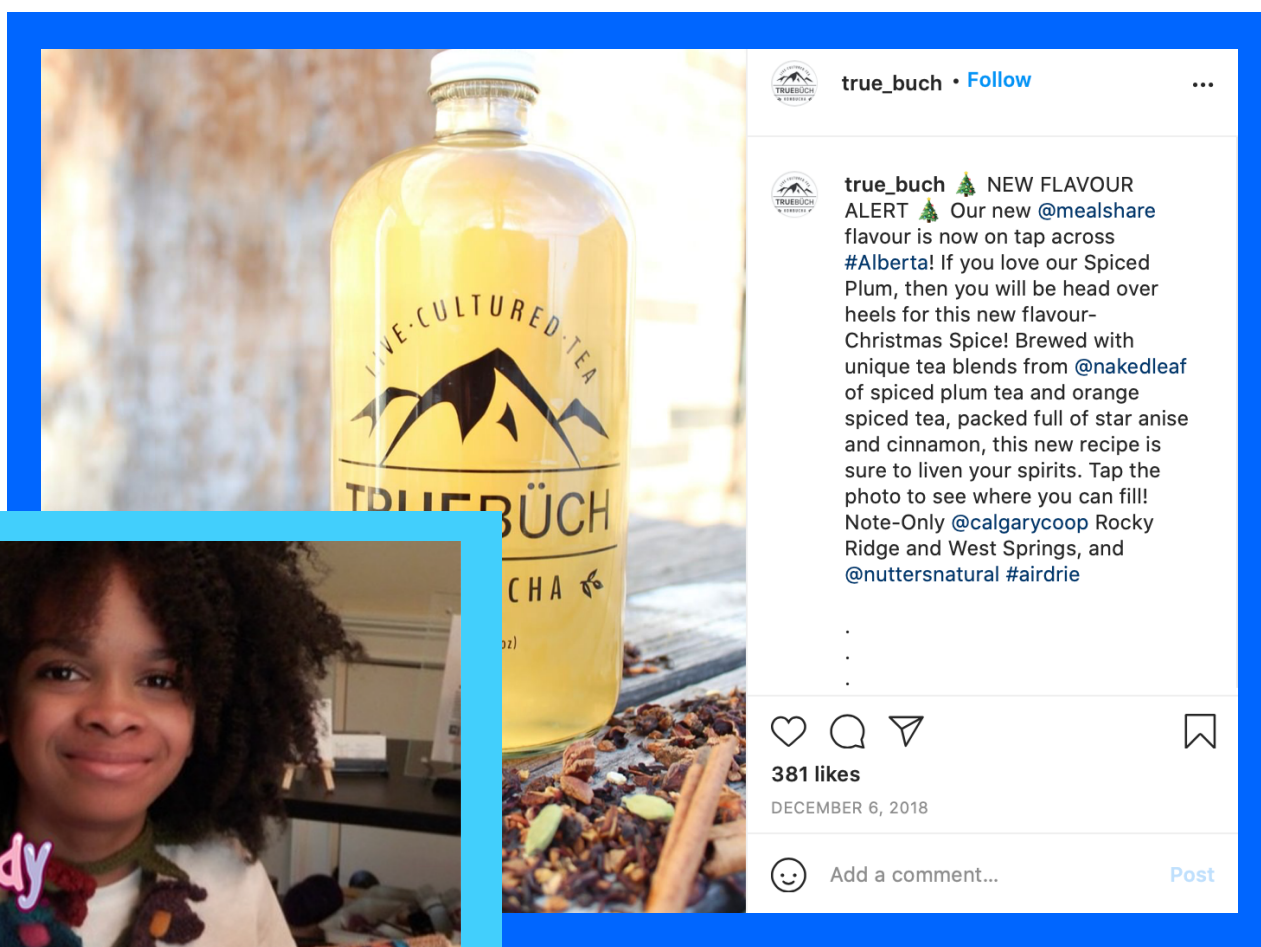 LIVE·CULTURED·TEA
TRUEBÜCH
CHA
oz)
dy
TRUEBÜCH
true_buch • Follow
TRUEBÜCH
true_buch 🎄 NEW FLAVOUR
ALERT 🎄 Our new @mealshare
flavour is now on tap across
#Alberta! If you love our Spiced
Plum, then you will be head over
heels for this new flavour-
Christmas Spice! Brewed with
unique tea blends from @nakedleaf
of spiced plum tea and orange
spiced tea, packed full of star anise
and cinnamon, this new recipe is
sure to liven your spirits. Tap the
photo to see where you can fill!
Note-Only @calgarycoop Rocky
Ridge and West Springs, and
@nuttersnatural #airdrie
.
.
.
381 likes
DECEMBER 6, 2018
Add a comment...
Post